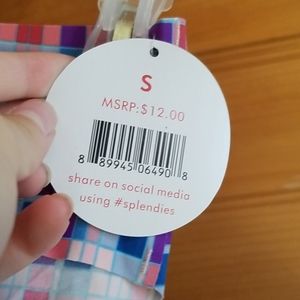 S
MSRP:$12.00
8 89945 06490 8
share on social media
using #splendies